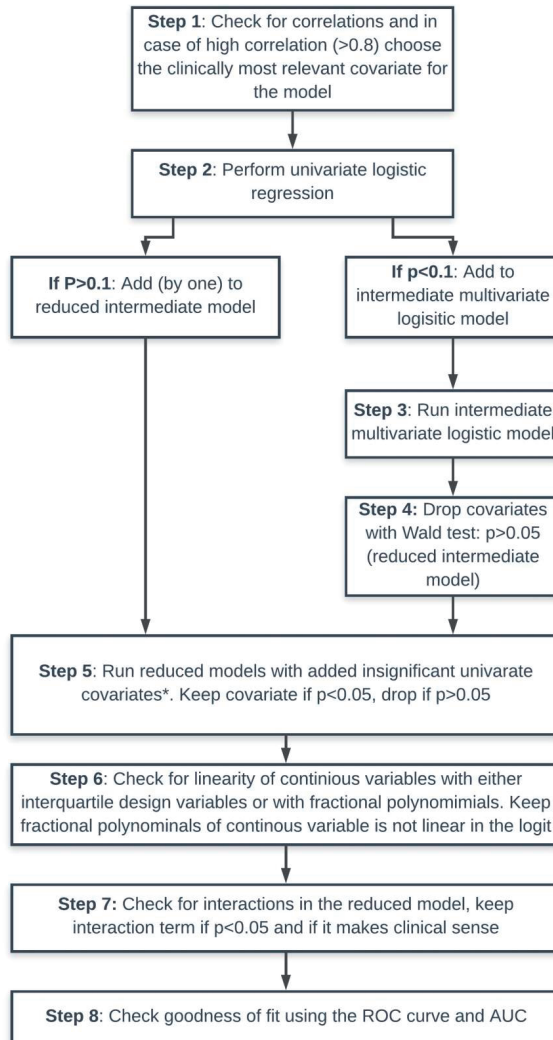 Step 1: Check for correlations and in
case of high correlation (>0.8) choose
the clinically most relevant covariate for
the model
Step 2: Perform univariate logistic
regression
If P>0.1: Add (by one) to
reduced intermediate model
If p<0.1: Add to
intermediate multivariate
logisitic model
Step 3: Run intermediate
multivariate logistic model
Step 4: Drop covariates
with Wald test: p>0.05
(reduced intermediate
model)
Step 5: Run reduced models with added insignificant univarate
covariates*. Keep covariate if p<0.05, drop if p>0.05
Step 6: Check for linearity of continious variables with either
interquartile design variables or with fractional polynomimials. Keep
fractional polynominals of continous variable is not linear in the logit
Step 7: Check for interactions in the reduced model, keep
interaction term if p<0.05 and if it makes clinical sense
Step 8: Check goodness of fit using the ROC curve and AUC